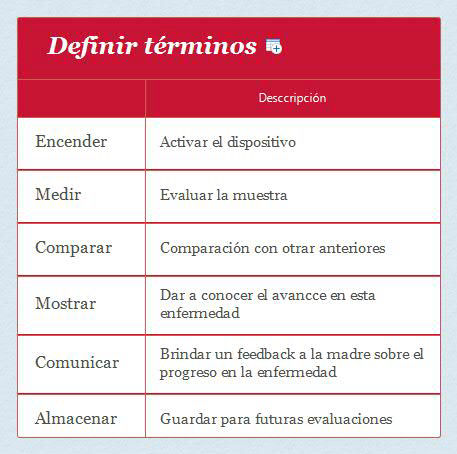 Definir términos
Desccripción
Encender
Activar el dispositivo
Medir
Evaluar la muestra
Comparar
Comparación con otrar anteriores
Mostrar
Dar a conocer el avancce en esta
enfermedad
Comunicar
Brindar un feedback a la madre sobre el
progreso en la enfermedad
Almacenar
Guardar para futuras evaluaciones